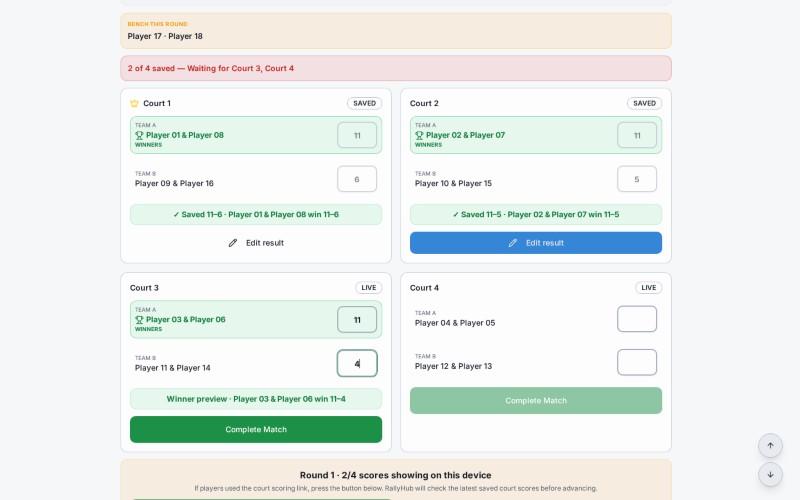 BENCH THIS ROUND
Player 17 · Player 18
2 of 4 saved — Waiting for Court 3, Court 4
Court 1
SAVED
TEAM A
Player 01 & Player 08
WINNERS
11
TEAM B
Player 09 & Player 16
6
✓ Saved 11–6 · Player 01 & Player 08 win 11–6
Edit result
Court 2
SAVED
TEAM A
Player 02 & Player 07
WINNERS
11
TEAM B
Player 10 & Player 15
5
✓ Saved 11–5 · Player 02 & Player 07 win 11–5
Edit result
Court 3
LIVE
TEAM A
Player 03 & Player 06
WINNERS
11
TEAM B
Player 11 & Player 14
4
Winner preview · Player 03 & Player 06 win 11–4
Complete Match
Court 4
LIVE
TEAM A
Player 04 & Player 05
TEAM B
Player 12 & Player 13
Complete Match
Round 1 · 2/4 scores showing on this device
If players used the court scoring link, press the button below. RallyHub will check the latest saved court scores before advancing.